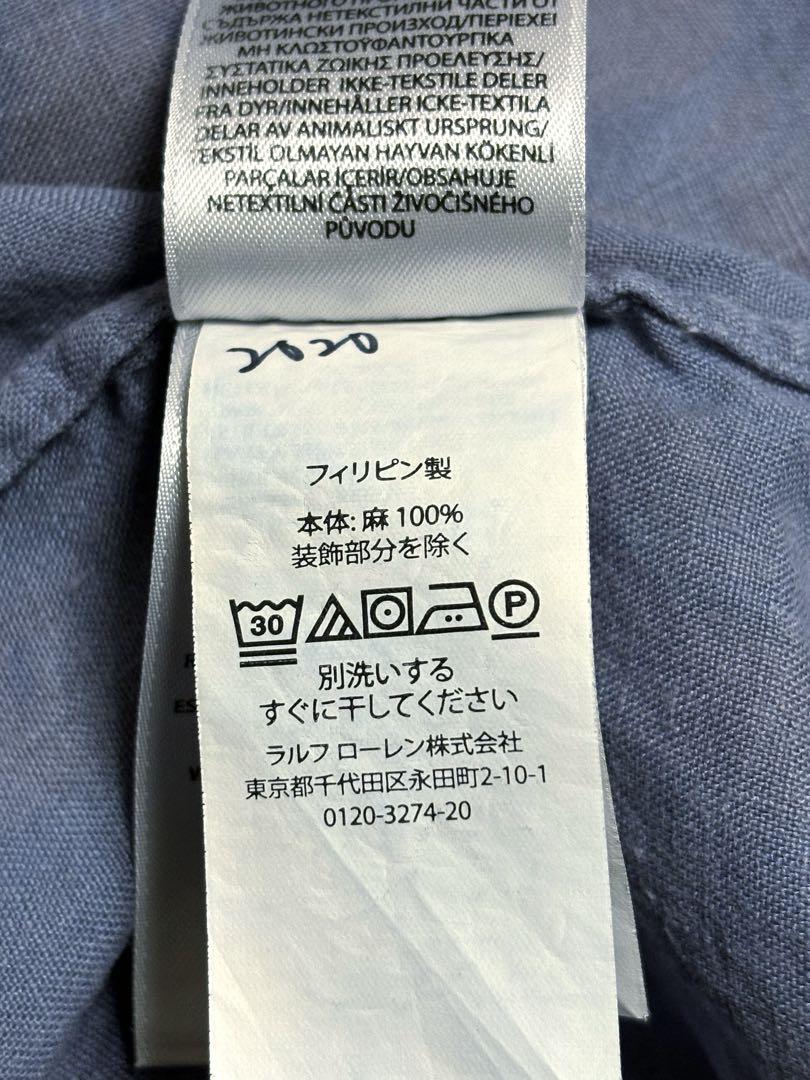 ЖИВОТНОГО
СЪДЪРЖА НЕТЕКСТИЛНИ ЧАСТИ ОТ
ЖИВОТИНСКИ ПРОИЗХОД/ΠΕΡΙΕΧΕΙ
ΜΗ ΚΛΩΣΤΟΫΦΑΝΤΟΥΡΓΙΚΑ
ΣΥΣΤΑΤΙΚΑ ΖΩΙΚΗΣ ΠΡΟΕΛΕΥΣΗΣ/
INNEHOLDER IKKE-TEKSTILE DELER
FRA DYR/INNEHÅLLER ICKE-TEXTILA
DELAR AV ANIMALISKT URSPRUNG/
TEKSTİL OLMAYAN HAYVAN KÖKENLİ
PARÇALAR İÇERİR/OBSAHUJE
NETEXTILNÍ ČÁSTI ŽIVOČIŠNÉHO
PŮVODU
2020
フィリピン製
本体: 麻 100%
装飾部分を除く
30
P
別洗いする
すぐに干してください
ラルフ ローレン株式会社
東京都千代田区永田町2-10-1
0120-3274-20